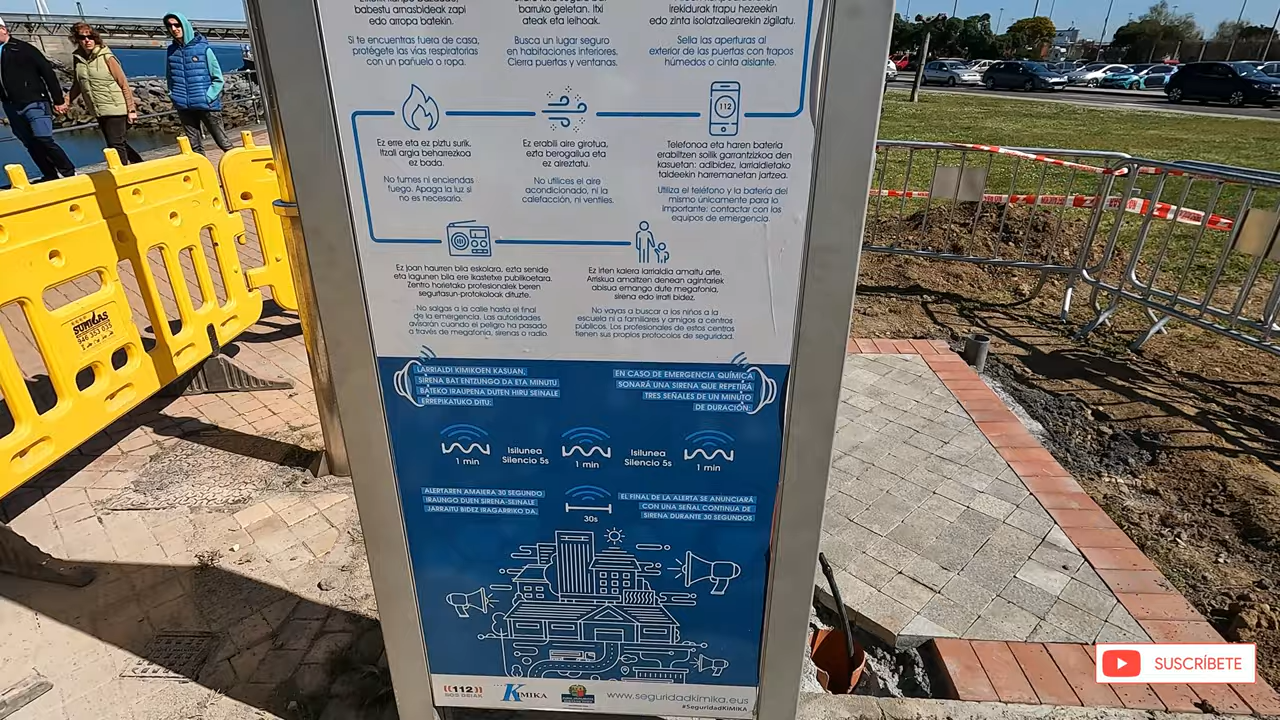 babestu arnasbideak zapi
edo arropa batekin.
Si te encuentras fuera de casa,
protégete las vías respiratorias
con un pañuelo o ropa.
barruko geletan. Itxi
ateak eta leihoak.
Busca un lugar seguro
en habitaciones inferiores.
Cierra puertas y ventanas.
irekidurak trapu hezeekin
edo zinta isolatzailearekin zigilatu.
Sella las aperturas al
exterior de las puertas con trapos
húmedos o cinta aislante.
Ez erre eta ez piztu surik.
Itzali argia beharrezkoa
ez bada.
No fumes ni enciendas
fuego. Apaga la luz si
no es necesario.
Ez erabili aire girotua,
ezta berogailua eta
ez aireztatu.
No utilices el aire
acondicionado, ni la
calefacción, ni ventiles.
112
Telefonoa eta haren bateria
erabiltzen soilik garrantzizkoa den
kasuetan: adibidez, larrialdietako
taldeekin harremanetan jartzea.
Utiliza el teléfono y la batería del
mismo únicamente para lo
importante: contactar con los
equipos de emergencia.
Ez joan haurren bila eskolara, ezta senide
eta lagunen bila ere ikastetxe publikoetara.
Zentro horietako profesionalek beren
segurtasun-protokoloak dituzte.
No salgas a la calle hasta el final
de la emergencia. Las autoridades
avisarán cuando el peligro ha pasado
a través de megafonía, sirenas o radio.
Ez irten kalera larrialdia amaitu arte.
Arriskua amaitzen denean agintariek
abisua emango dute megafonia,
sirena edo irrati bidez.
No vayas a buscar a los niños a la
escuela ni a familiares y amigos a centros
públicos. Los profesionales de estos centros
tienen sus propios protocolos de seguridad.
LARRIALDI KIMIKOEN KASUAN,
SIRENA BAT ENTZUNGO DA ETA MINUTU
BATEKO IRAUPENA DUTEN HIRU SEINALE
ERREPIKATUKO DITU:
EN CASO DE EMERGENCIA QUÍMICA
SONARÁ UNA SIRENA QUE REPETIRÁ
TRES SEÑALES DE UN MINUTO
DE DURACIÓN:
1 min
Isilunea
Silencio 5s
1 min
Isilunea
Silencio 5s
1 min
ALERTAREN AMAIERA 30 SEGUNDO
IRAUNGO DUEN SIRENA-SEINALE
JARRAITU BIDEZ IRAGARRIKO DA.
30s
EL FINAL DE LA ALERTA SE ANUNCIARÁ
CON UNA SEÑAL CONTINUA DE
SIRENA DURANTE 30 SEGUNDOS
((112))
SOS DEIAK
KIMIKA
www.seguridadkimika.eus
#SeguridadKIMIKA
SUSCRÍBETE